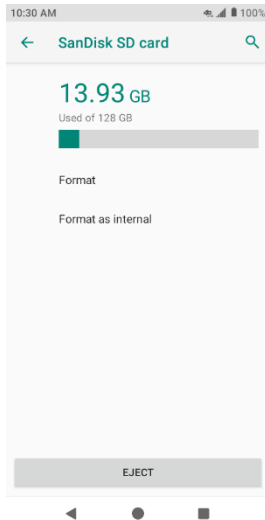 10:30 AM 4G 100%
SanDisk SD card
13.93 GB
Used of 128 GB
Format
Format as internal
EJECT